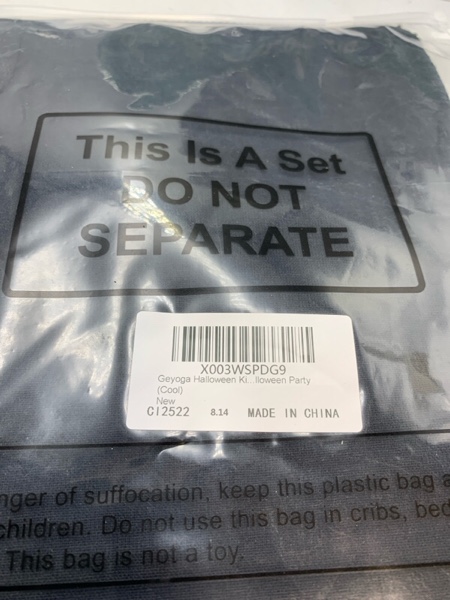 This Is A Set
DO NOT
SEPARATE
X003WSPDG9
Geyoga Halloween Ki...lloween Party
(Cool)
New
CI2522 8.14 MADE IN CHINA
nger of suffocation, keep this plastic bag a
children. Do not use this bag in cribs, bed
This bag is not a toy.